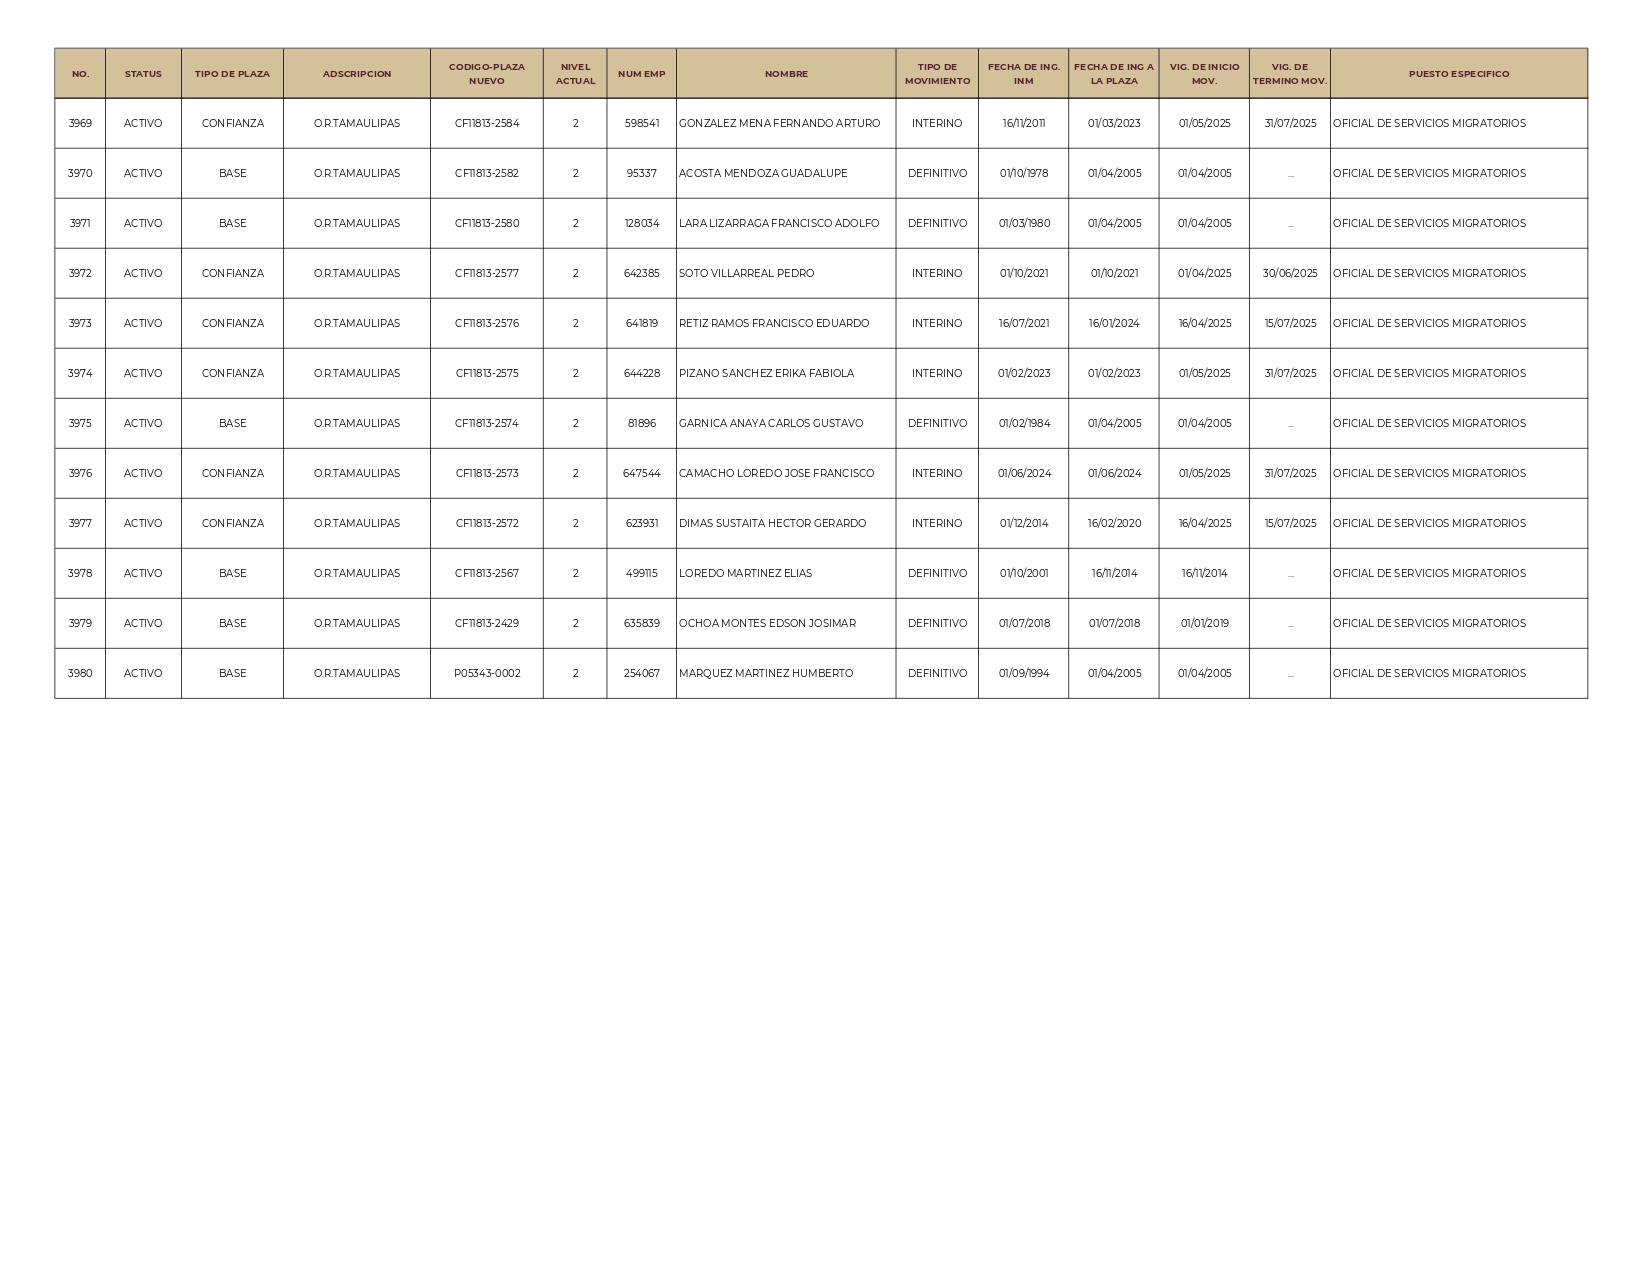 NO. STATUS TIPO DE PLAZA ADSCRIPCION CODIGO-PLAZA NUEVO NIVEL ACTUAL NUM EMP NOMBRE TIPO DE MOVIMIENTO FECHA DE ING. INM FECHA DE ING A LA PLAZA VIG. DE INICIO MOV. VIG. DE TERMINO MOV. PUESTO ESPECIFICO
3969 ACTIVO CONFIANZA O.R.TAMAULIPAS CF11813-2584 2 598541 GONZALEZ MENA FERNANDO ARTURO INTERINO 16/11/2011 01/03/2023 01/05/2025 31/07/2025 OFICIAL DE SERVICIOS MIGRATORIOS
3970 ACTIVO BASE O.R.TAMAULIPAS CF11813-2582 2 95337 ACOSTA MENDOZA GUADALUPE DEFINITIVO 01/10/1978 01/04/2005 01/04/2005 ... OFICIAL DE SERVICIOS MIGRATORIOS
3971 ACTIVO BASE O.R.TAMAULIPAS CF11813-2580 2 128034 LARA LIZARRAGA FRANCISCO ADOLFO DEFINITIVO 01/03/1980 01/04/2005 01/04/2005 ... OFICIAL DE SERVICIOS MIGRATORIOS
3972 ACTIVO CONFIANZA O.R.TAMAULIPAS CF11813-2577 2 642385 SOTO VILLARREAL PEDRO INTERINO 01/10/2021 01/10/2021 01/04/2025 30/06/2025 OFICIAL DE SERVICIOS MIGRATORIOS
3973 ACTIVO CONFIANZA O.R.TAMAULIPAS CF11813-2576 2 641819 RETIZ RAMOS FRANCISCO EDUARDO INTERINO 16/07/2021 16/01/2024 16/04/2025 15/07/2025 OFICIAL DE SERVICIOS MIGRATORIOS
3974 ACTIVO CONFIANZA O.R.TAMAULIPAS CF11813-2575 2 644228 PIZANO SANCHEZ ERIKA FABIOLA INTERINO 01/02/2023 01/02/2023 01/05/2025 31/07/2025 OFICIAL DE SERVICIOS MIGRATORIOS
3975 ACTIVO BASE O.R.TAMAULIPAS CF11813-2574 2 81896 GARNICA ANAYA CARLOS GUSTAVO DEFINITIVO 01/02/1984 01/04/2005 01/04/2005 ... OFICIAL DE SERVICIOS MIGRATORIOS
3976 ACTIVO CONFIANZA O.R.TAMAULIPAS CF11813-2573 2 647544 CAMACHO LOREDO JOSE FRANCISCO INTERINO 01/06/2024 01/06/2024 01/05/2025 31/07/2025 OFICIAL DE SERVICIOS MIGRATORIOS
3977 ACTIVO CONFIANZA O.R.TAMAULIPAS CF11813-2572 2 623931 DIMAS SUSTAITA HECTOR GERARDO INTERINO 01/12/2014 16/02/2020 16/04/2025 15/07/2025 OFICIAL DE SERVICIOS MIGRATORIOS
3978 ACTIVO BASE O.R.TAMAULIPAS CF11813-2567 2 499115 LOREDO MARTINEZ ELIAS DEFINITIVO 01/10/2001 16/11/2014 16/11/2014 ... OFICIAL DE SERVICIOS MIGRATORIOS
3979 ACTIVO BASE O.R.TAMAULIPAS CF11813-2429 2 635839 OCHOA MONTES EDSON JOSIMAR DEFINITIVO 01/07/2018 01/07/2018 01/01/2019 ... OFICIAL DE SERVICIOS MIGRATORIOS
3980 ACTIVO BASE O.R.TAMAULIPAS P05343-0002 2 254067 MARQUEZ MARTINEZ HUMBERTO DEFINITIVO 01/09/1994 01/04/2005 01/04/2005 ... OFICIAL DE SERVICIOS MIGRATORIOS